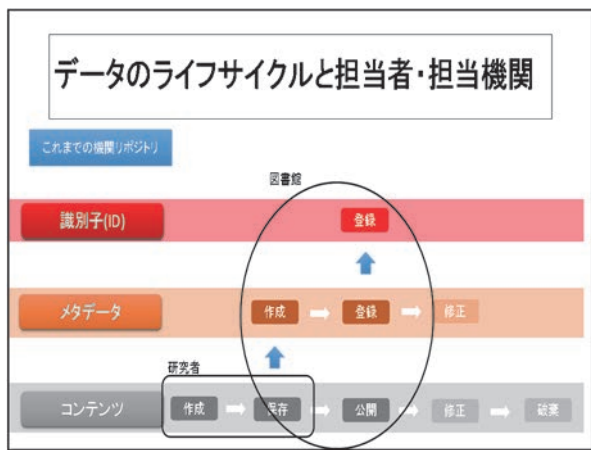 データのライフサイクルと担当者・担当機関
これまでの機関リポジトリ
図書館
識別子(ID)
登録
メタデータ
作成
登録
修正
研究者
コンテンツ
作成
保存
公開
修正
破棄